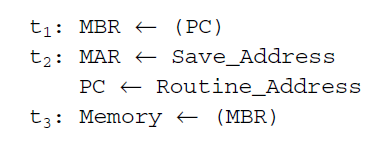 t₁: MBR ← (PC)
t₂: MAR ← Save_Address
PC ← Routine_Address
t₃: Memory ← (MBR)